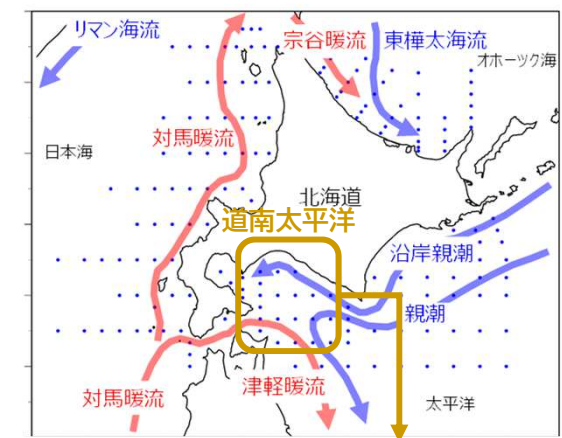 リマン海流
宗谷暖流
東樺太海流
オホーツク海
対馬暖流
日本海
北海道
道南太平洋
沿岸親潮
親潮
対馬暖流
津軽暖流
太平洋